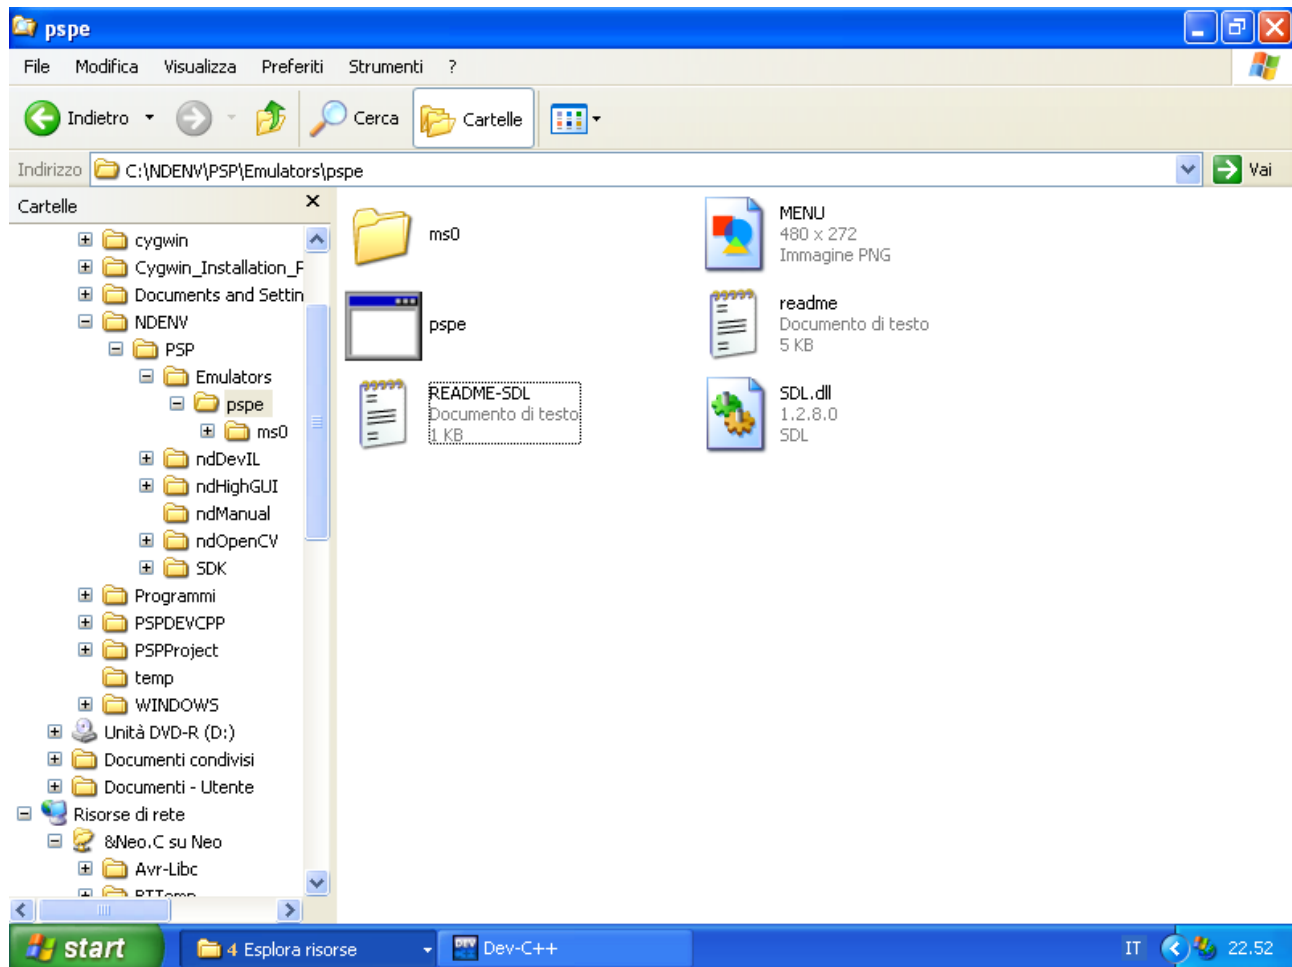 pspe
File Modifica Visualizza Preferiti Strumenti ?
Indietro Cerca Cartelle
Indirizzo C:\NDENV\PSP\Emulators\pspe Vai
Cartelle
cygwin
Cygwin_Installation_F
Documents and Settin
NDENV
PSP
Emulators
pspe
ms0
ndDevIL
ndHighGUI
ndManual
ndOpenCV
SDK
Programmi
PSPDEVCPP
PSPProject
temp
WINDOWS
Unità DVD-R (D:)
Documenti condivisi
Documenti - Utente
Risorse di rete
&Neo.C su Neo
Avr-Libc
ms0
MENU
480 x 272
Immagine PNG
pspe
readme
Documento di testo
5 KB
README-SDL
Documento di testo
1 KB
SDL.dll
1.2.8.0
SDL
start 4 Esplora risorse DEV Dev-C++ IT 22.52